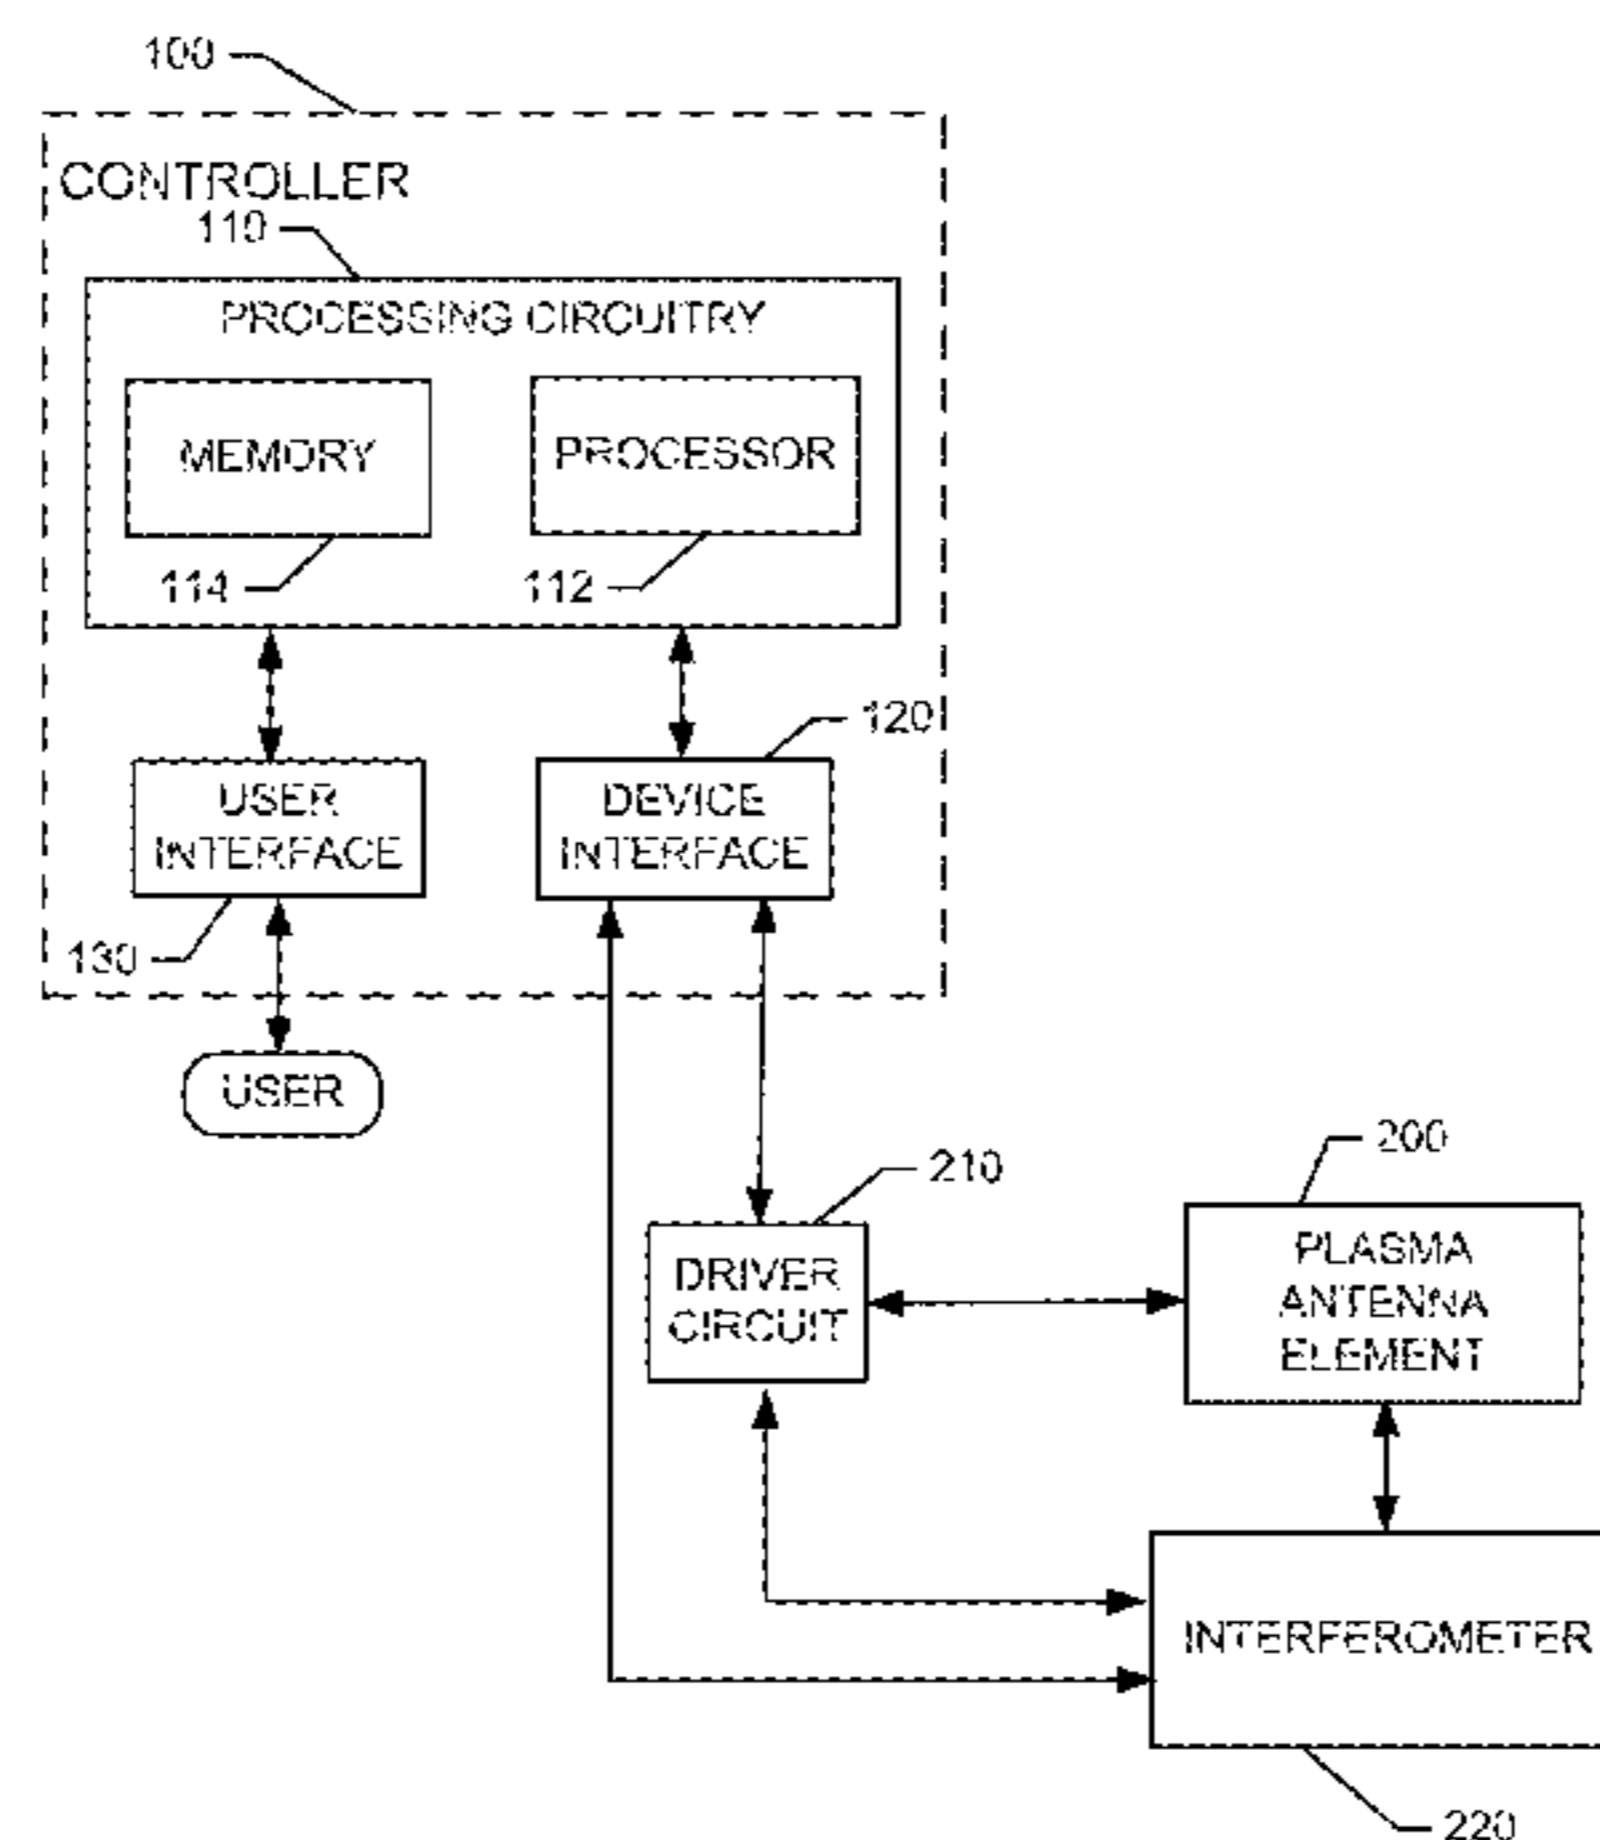 100
CONTROLLER
110
PROCESSING CIRCUITRY
MEMORY
PROCESSOR
114
112
120
USER
INTERFACE
DEVICE
INTERFACE
130
USER
200
210
PLASMA
ANTENNA
ELEMENT
DRIVER
CIRCUIT
INTERFEROMETER
220